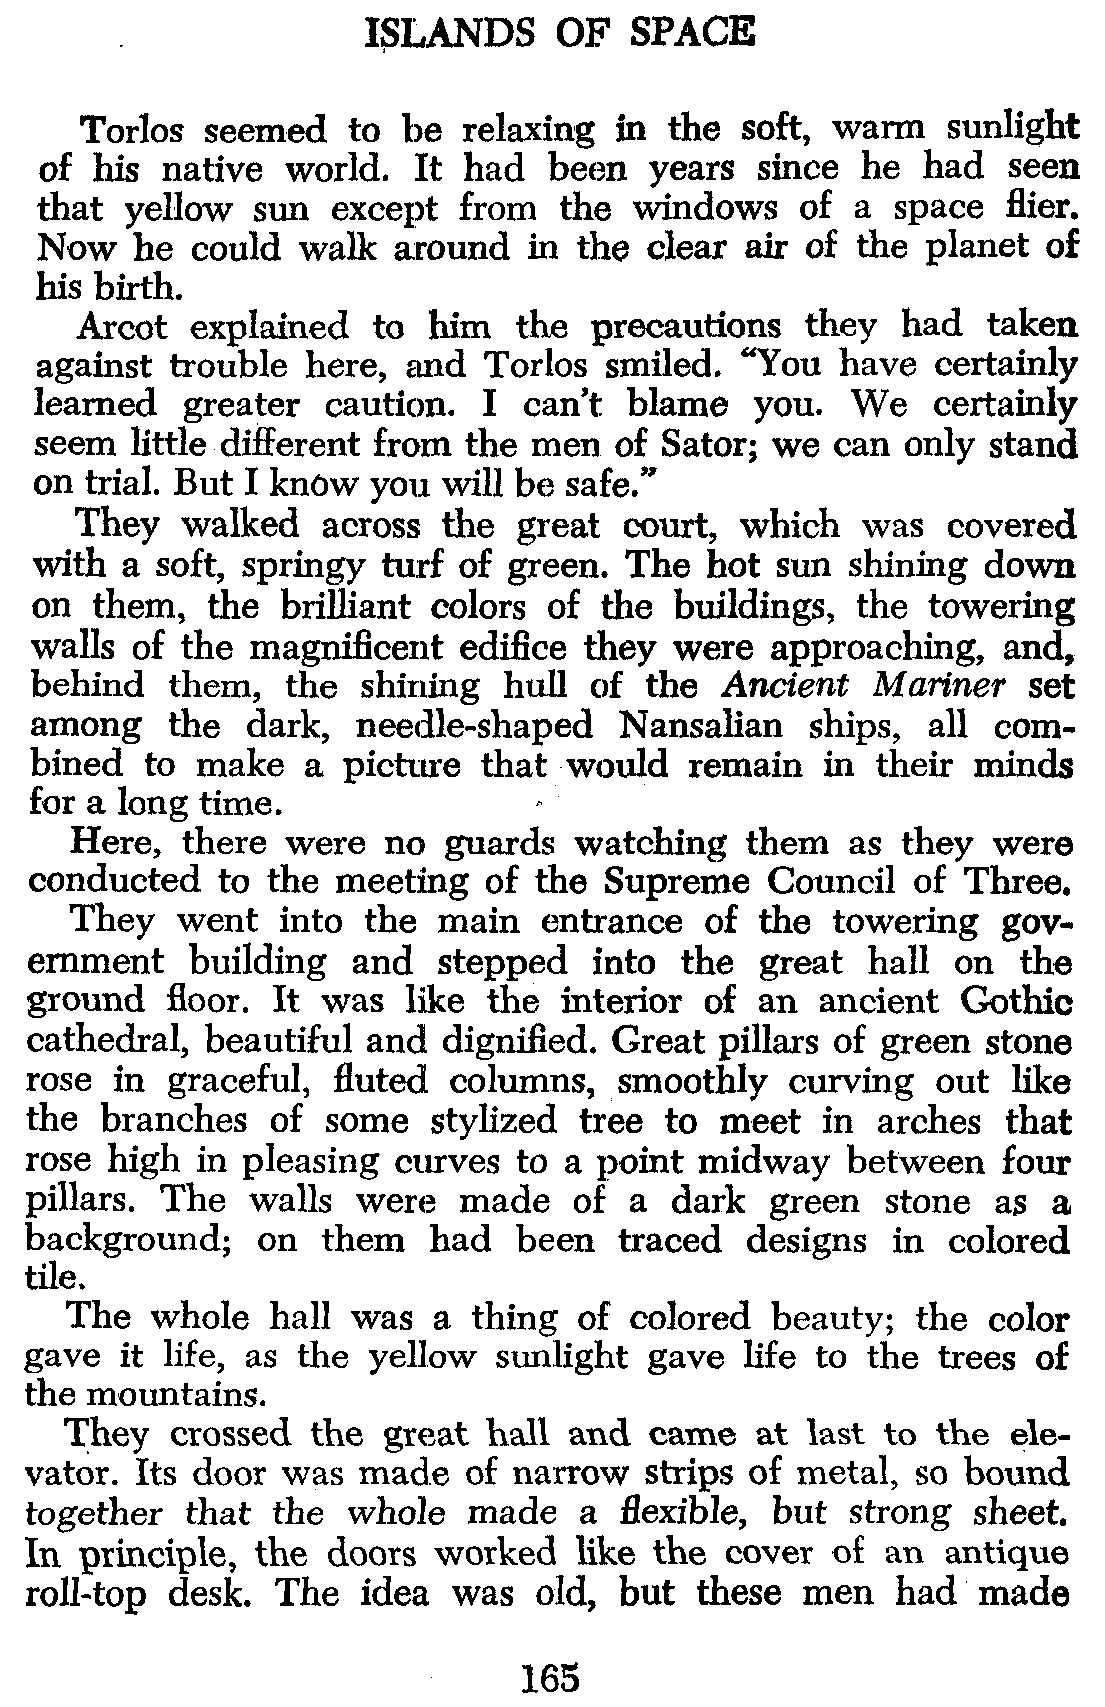 ISLANDS OF SPACE
Torlos seemed to be relaxing in the soft, warm sunlight
of his native world. It had been years since he had seen
that yellow sun except from the windows of a space flier.
Now he could walk around in the clear air of the planet of
his birth.
Arcot explained to him the precautions they had taken
against trouble here, and Torlos smiled. “You have certainly
learned greater caution. I can't blame you. We certainly
seem little different from the men of Sator; we can only stand
on trial. But I know you will be safe.”
They walked across the great court, which was covered
with a soft, springy turf of green. The hot sun shining down
on them, the brilliant colors of the buildings, the towering
walls of the magnificent edifice they were approaching, and,
behind them, the shining hull of the Ancient Mariner set
among the dark, needle-shaped Nansalian ships, all com-
bined to make a picture that would remain in their minds
for a long time.
Here, there were no guards watching them as they were
conducted to the meeting of the Supreme Council of Three.
They went into the main entrance of the towering gov-
ernment building and stepped into the great hall on the
ground floor. It was like the interior of an ancient Gothic
cathedral, beautiful and dignified. Great pillars of green stone
rose in graceful, fluted columns, smoothly curving out like
the branches of some stylized tree to meet in arches that
rose high in pleasing curves to a point midway between four
pillars. The walls were made of a dark green stone as a
background; on them had been traced designs in colored
tile.
The whole hall was a thing of colored beauty; the color
gave it life, as the yellow sunlight gave life to the trees of
the mountains.
They crossed the great hall and came at last to the ele-
vator. Its door was made of narrow strips of metal, so bound
together that the whole made a flexible, but strong sheet.
In principle, the doors worked like the cover of an antique
roll-top desk. The idea was old, but these men had made
165